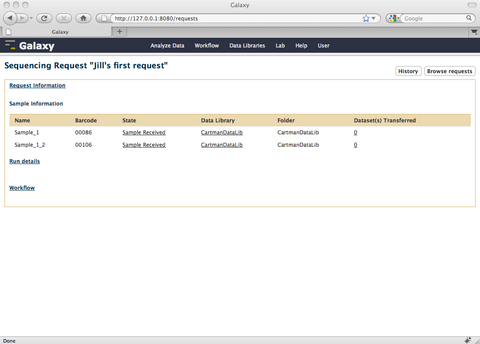 Galaxy
http://127.0.0.1:8080/requests
Google
Galaxy
Galaxy
Analyze Data Workflow Data Libraries Lab Help User
Sequencing Request "Jill's first request"
History Browse requests
Request Information
Sample Information
Name Barcode State Data Library Folder Dataset(s) Transferred
Sample_1 00086 Sample Received CartmanDataLib CartmanDataLib 0
Sample_1_2 00106 Sample Received CartmanDataLib CartmanDataLib 0
Run details
Workflow
Done